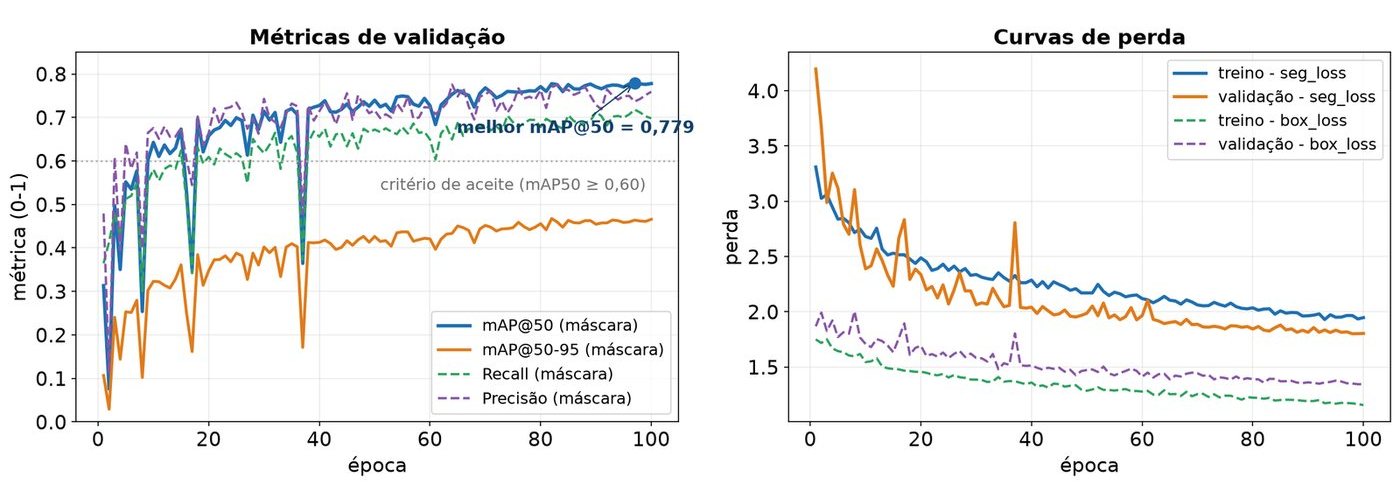 Métricas de validação
métrica (0-1)
0.8
0.7
0.6
0.5
0.4
0.3
0.2
0.1
0.0
melhor mAP@50 = 0,779
critério de aceite (mAP50 ≥ 0,60)
mAP@50 (máscara)
mAP@50-95 (máscara)
Recall (máscara)
Precisão (máscara)
0 20 40 60 80 100
época
Curvas de perda
perda
4.0
3.5
3.0
2.5
2.0
1.5
treino - seg_loss
validação - seg_loss
treino - box_loss
validação - box_loss
0 20 40 60 80 100
época